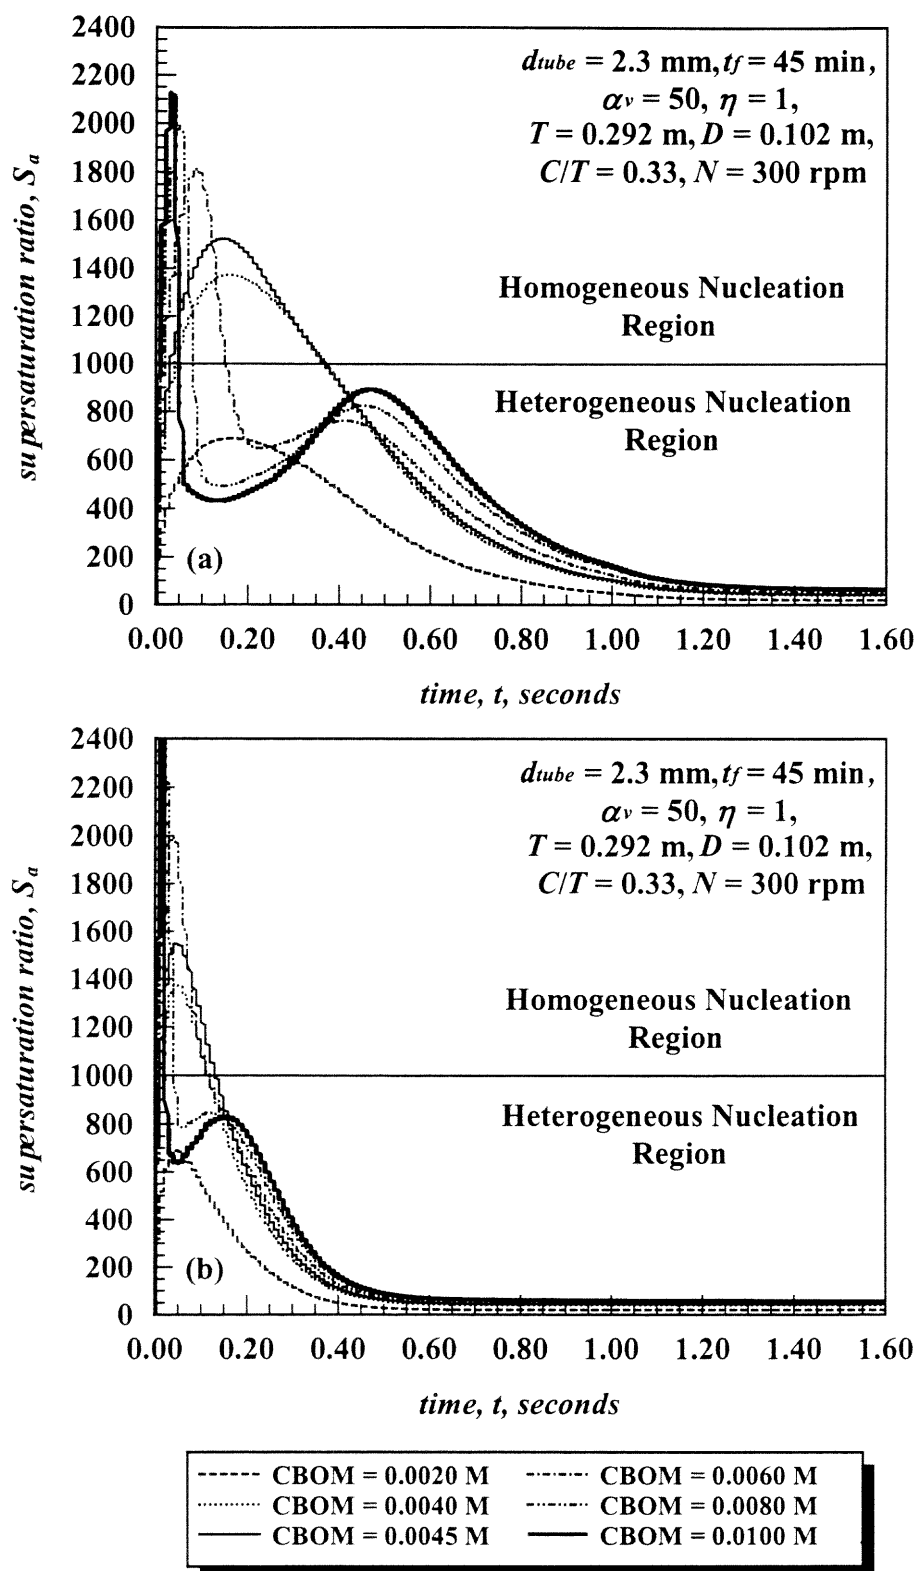 2400
2200
2000
1800
1600
1400
1200
1000
800
600
400
200
0
supersaturation ratio, Sₐ
dtube = 2.3 mm, tf = 45 min,
αv = 50, η = 1,
T = 0.292 m, D = 0.102 m,
C/T = 0.33, N = 300 rpm
Homogeneous Nucleation
Region
Heterogeneous Nucleation
Region
(a)
0.00 0.20 0.40 0.60 0.80 1.00 1.20 1.40 1.60
time, t, seconds
2400
2200
2000
1800
1600
1400
1200
1000
800
600
400
200
0
supersaturation ratio, Sₐ
dtube = 2.3 mm, tf = 45 min,
αv = 50, η = 1,
T = 0.292 m, D = 0.102 m,
C/T = 0.33, N = 300 rpm
Homogeneous Nucleation
Region
Heterogeneous Nucleation
Region
(b)
0.00 0.20 0.40 0.60 0.80 1.00 1.20 1.40 1.60
time, t, seconds
CBOM = 0.0020 M CBOM = 0.0060 M
CBOM = 0.0040 M CBOM = 0.0080 M
CBOM = 0.0045 M CBOM = 0.0100 M